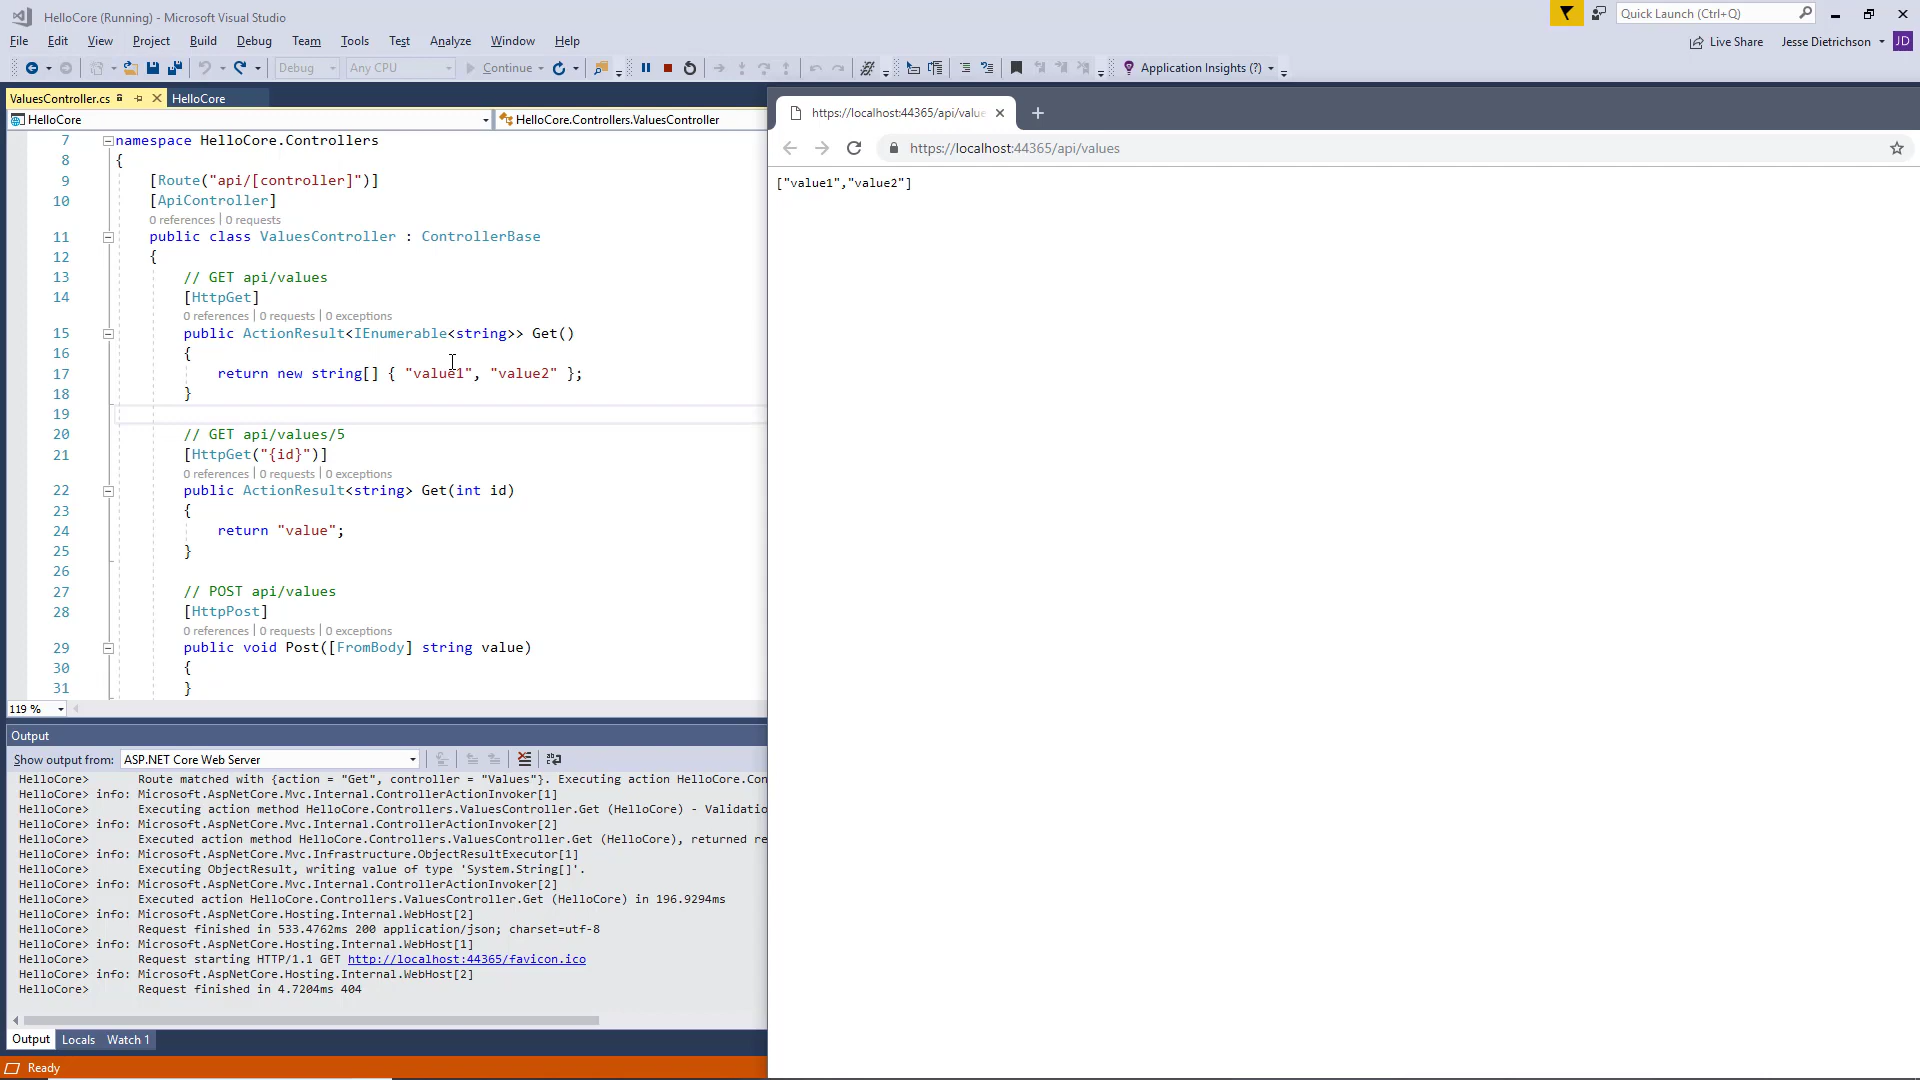 HelloCore (Running) - Microsoft Visual Studio
Quick Launch (Ctrl+Q)
File Edit View Project Build Debug Team Tools Test Analyze Window Help
Live Share Jesse Dietrichson JD
Debug Any CPU Continue Application Insights (?)
ValuesController.cs HelloCore
HelloCore HelloCore.Controllers.ValuesController
7 namespace HelloCore.Controllers
8 {
9 [Route("api/[controller]")]
10 [ApiController]
0 references | 0 requests
11 public class ValuesController : ControllerBase
12 {
13 // GET api/values
14 [HttpGet]
0 references | 0 requests | 0 exceptions
15 public ActionResult<IEnumerable<string>> Get()
16 {
17 return new string[] { "value1", "value2" };
18 }
19
20 // GET api/values/5
21 [HttpGet("{id}")]
0 references | 0 requests | 0 exceptions
22 public ActionResult<string> Get(int id)
23 {
24 return "value";
25 }
26
27 // POST api/values
28 [HttpPost]
0 references | 0 requests | 0 exceptions
29 public void Post([FromBody] string value)
30 {
31 }
119 %
Output
Show output from: ASP.NET Core Web Server
HelloCore> Route matched with {action = "Get", controller = "Values"}. Executing action HelloCore.Con
HelloCore> info: Microsoft.AspNetCore.Mvc.Internal.ControllerActionInvoker[1]
HelloCore> Executing action method HelloCore.Controllers.ValuesController.Get (HelloCore) - Validatio
HelloCore> info: Microsoft.AspNetCore.Mvc.Internal.ControllerActionInvoker[2]
HelloCore> Executed action method HelloCore.Controllers.ValuesController.Get (HelloCore), returned re
HelloCore> info: Microsoft.AspNetCore.Mvc.Infrastructure.ObjectResultExecutor[1]
HelloCore> Executing ObjectResult, writing value of type 'System.String[]'.
HelloCore> info: Microsoft.AspNetCore.Mvc.Internal.ControllerActionInvoker[2]
HelloCore> Executed action HelloCore.Controllers.ValuesController.Get (HelloCore) in 196.9294ms
HelloCore> info: Microsoft.AspNetCore.Hosting.Internal.WebHost[2]
HelloCore> Request finished in 533.4762ms 200 application/json; charset=utf-8
HelloCore> info: Microsoft.AspNetCore.Hosting.Internal.WebHost[1]
HelloCore> Request starting HTTP/1.1 GET http://localhost:44365/favicon.ico
HelloCore> info: Microsoft.AspNetCore.Hosting.Internal.WebHost[2]
HelloCore> Request finished in 4.7204ms 404
Output Locals Watch 1
Ready
https://localhost:44365/api/value
https://localhost:44365/api/values
["value1","value2"]